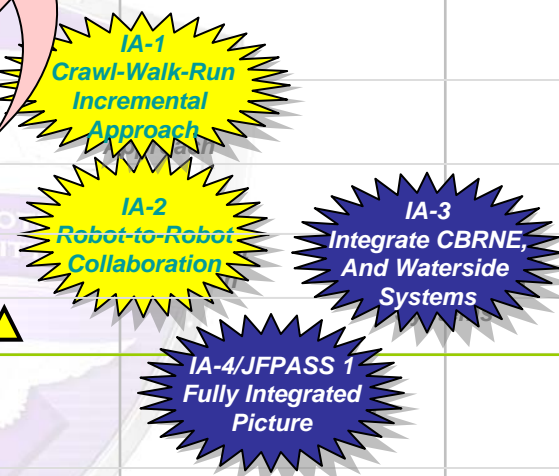 IA-1
Crawl-Walk-Run
Incremental
Approach
IA-2
Robot-to-Robot
Collaboration
IA-3
Integrate CBRNE,
And Waterside
Systems
IA-4/JFPASS 1
Fully Integrated
Picture